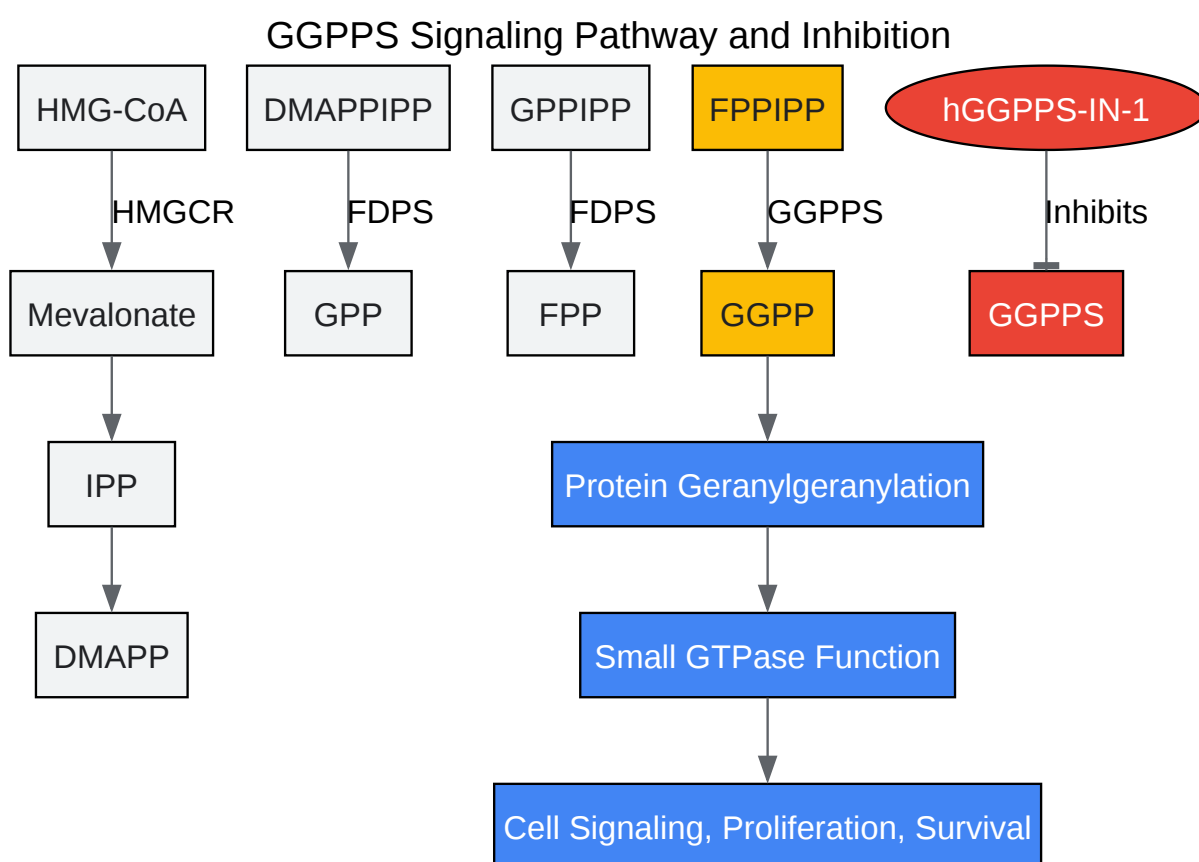 GGPPS Signaling Pathway and Inhibition
HMG-CoA
DMAPPIPP
GPPIPP
FPPIPP
hGGPPS-IN-1
HMGCR
FDPS
FDPS
GGPPS
Inhibits
Mevalonate
GPP
FPP
GGPP
GGPPS
IPP
Protein Geranylgeranylation
DMAPP
Small GTPase Function
Cell Signaling, Proliferation, Survival